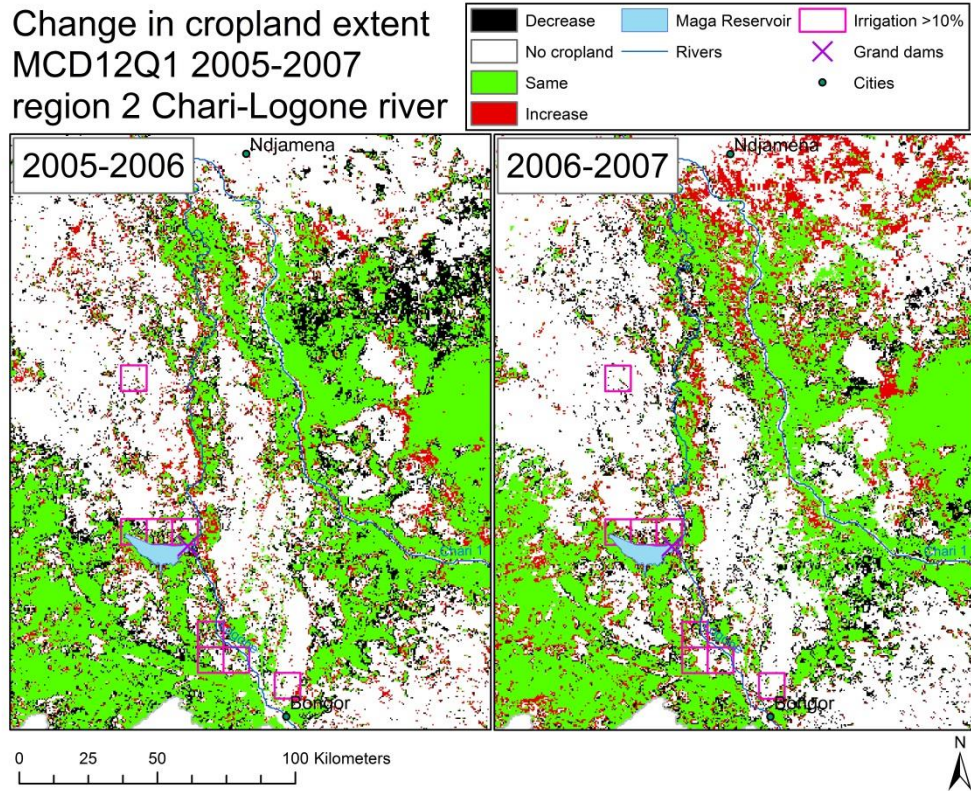 Change in cropland extent
MCD12Q1 2005-2007
region 2 Chari-Logone river
Decrease
No cropland
Same
Increase
Maga Reservoir
Rivers
Irrigation >10%
Grand dams
Cities
2005-2006
Ndjamena
Chari 1
Bongor
2006-2007
Ndjamena
Chari 1
Bongor
0 25 50 100 Kilometers
N